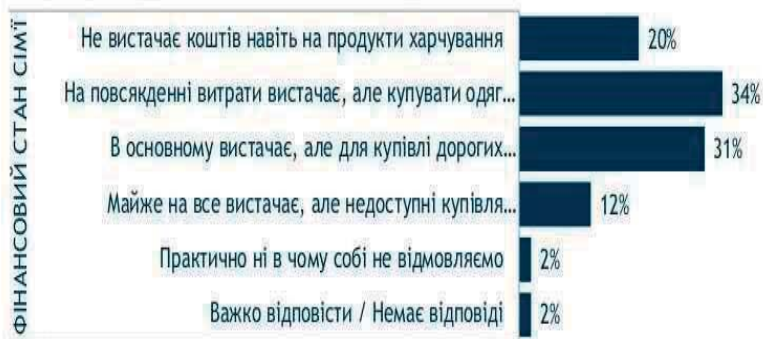 ФІНАНСОВИЙ СТАН СІМ'Ї
Не вистачає коштів навіть на продукти харчування 20%
На повсякденні витрати вистачає, але купувати одяг... 34%
В основному вистачає, але для купівлі дорогих... 31%
Майже на все вистачає, але недоступні купівля... 12%
Практично ні в чому собі не відмовляємо 2%
Важко відповісти / Немає відповіді 2%